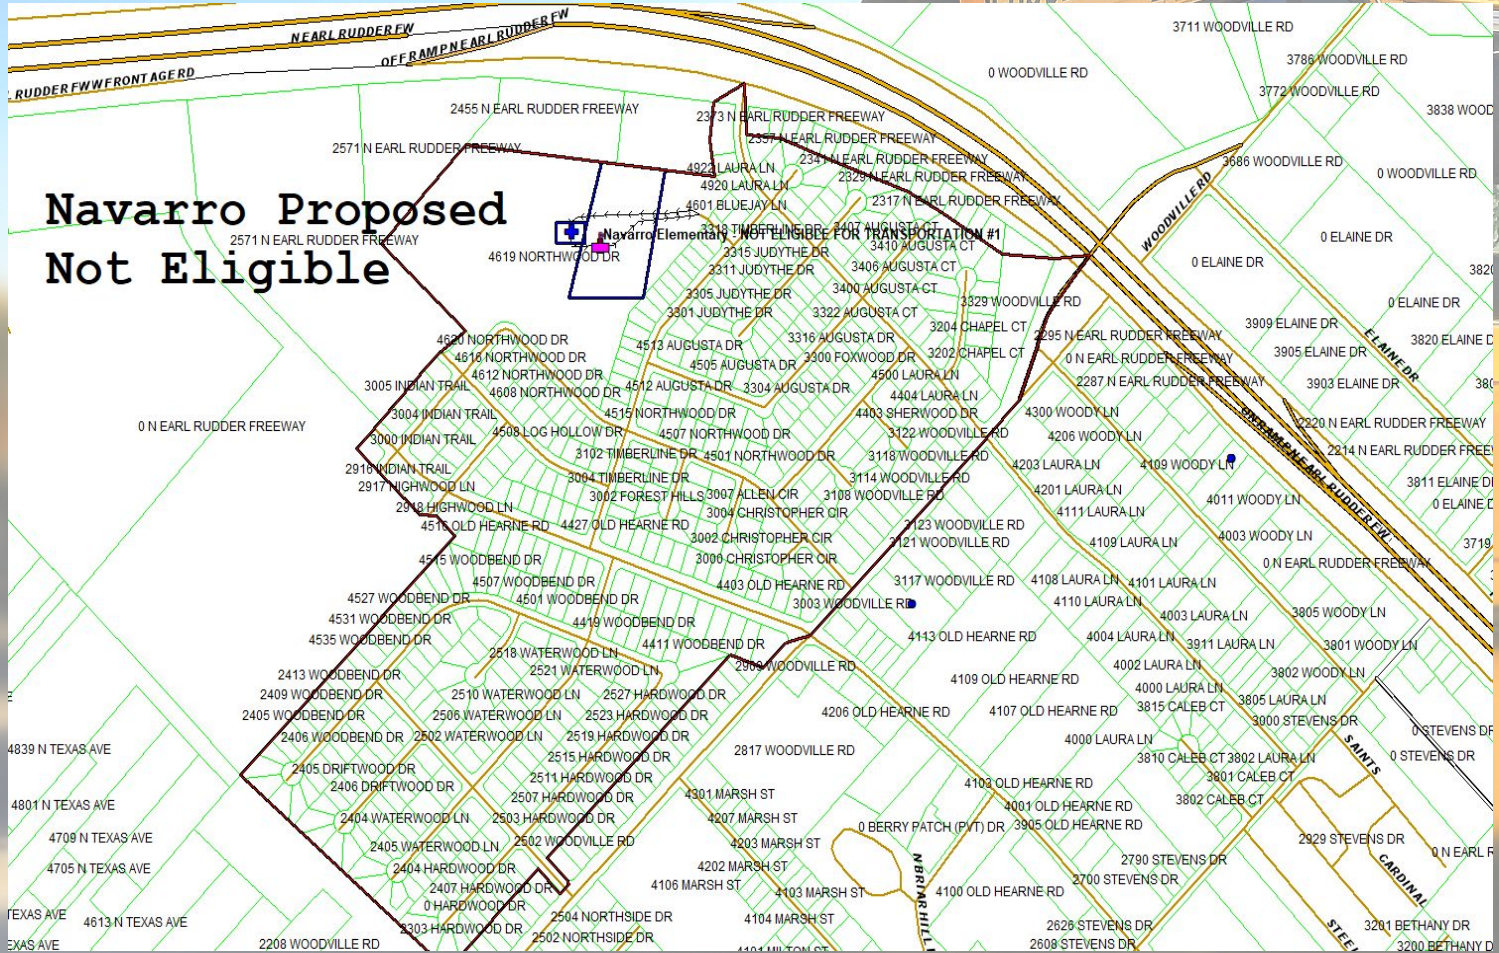 3711 WOODVILLE RD
N EARL RUDDER FW
OFF RAMP N EARL RUDDER FW
3786 WOODVILLE RD
RUDDER FW W FRONTAGE RD
0 WOODVILLE RD
3772 WOODVILLE RD
2455 N EARL RUDDER FREEWAY
3838 WOOD
2373 N EARL RUDDER FREEWAY
2357 N EARL RUDDER FREEWAY
2571 N EARL RUDDER FREEWAY
2341 N EARL RUDDER FREEWAY
3686 WOODVILLE RD
4922 LAURA LN
2329 N EARL RUDDER FREEWAY
0 WOODVILLE RD
4920 LAURA LN
Navarro Proposed
4601 BLUEJAY LN
2317 N EARL RUDDER FREEWAY
WOODVILLE RD
3318 TIMBERLINE DR
3407 AUGUSTA CT
Navarro Elementary - NOT ELIGIBLE FOR TRANSPORTATION #1
2571 N EARL RUDDER FREEWAY
3410 AUGUSTA CT
0 ELAINE DR
4619 NORTHWOOD DR
3315 JUDYTHE DR
0 ELAINE DR
Not Eligible
3311 JUDYTHE DR
3406 AUGUSTA CT
3820
3305 JUDYTHE DR
3400 AUGUSTA CT
3329 WOODVILLE RD
0 ELAINE DR
3301 JUDYTHE DR
3322 AUGUSTA CT
3204 CHAPEL CT
3909 ELAINE DR
4620 NORTHWOOD DR
3316 AUGUSTA DR
2295 N EARL RUDDER FREEWAY
3820 ELAINE D
4513 AUGUSTA DR
3202 CHAPEL CT
3905 ELAINE DR
ELAINE DR
4616 NORTHWOOD DR
3300 FOXWOOD DR
0 N EARL RUDDER FREEWAY
4505 AUGUSTA DR
4612 NORTHWOOD DR
4500 LAURA LN
2287 N EARL RUDDER FREEWAY
3903 ELAINE DR
380
3005 INDIAN TRAIL
4608 NORTHWOOD DR
4512 AUGUSTA DR
3304 AUGUSTA DR
4404 LAURA LN
3004 INDIAN TRAIL
4515 NORTHWOOD DR
4403 SHERWOOD DR
4300 WOODY LN
2220 N EARL RUDDER FREEWAY
0 N EARL RUDDER FREEWAY
3000 INDIAN TRAIL
4508 LOG HOLLOW DR
4507 NORTHWOOD DR
3122 WOODVILLE RD
4206 WOODY LN
ON RAMP N EARL RUDDER FW
2214 N EARL RUDDER FREE
3102 TIMBERLINE DR
4501 NORTHWOOD DR
3118 WOODVILLE RD
4203 LAURA LN
4109 WOODY LN
2916 INDIAN TRAIL
3004 TIMBERLINE DR
3114 WOODVILLE RD
3811 ELAINE D
2917 HIGHWOOD LN
3002 FOREST HILLS
3007 ALLEN CIR
3108 WOODVILLE RD
4201 LAURA LN
4011 WOODY LN
0 ELAINE D
2918 HIGHWOOD LN
3004 CHRISTOPHER CIR
4111 LAURA LN
4516 OLD HEARNE RD
4427 OLD HEARNE RD
3123 WOODVILLE RD
3002 CHRISTOPHER CIR
3121 WOODVILLE RD
4109 LAURA LN
4003 WOODY LN
3719
4515 WOODBEND DR
3000 CHRISTOPHER CIR
0 N EARL RUDDER FREEWAY
4507 WOODBEND DR
4403 OLD HEARNE RD
3117 WOODVILLE RD
4108 LAURA LN
4101 LAURA LN
4527 WOODBEND DR
4501 WOODBEND DR
3003 WOODVILLE RD
4110 LAURA LN
3805 WOODY LN
4531 WOODBEND DR
4419 WOODBEND DR
4003 LAURA LN
4535 WOODBEND DR
4411 WOODBEND DR
4113 OLD HEARNE RD
4004 LAURA LN
3911 LAURA LN
3801 WOODY LN
2518 WATERWOOD LN
2521 WATERWOOD LN
2909 WOODVILLE RD
4002 LAURA LN
3802 WOODY LN
2413 WOODBEND DR
4109 OLD HEARNE RD
2409 WOODBEND DR
2510 WATERWOOD LN
2527 HARDWOOD DR
4000 LAURA LN
3805 LAURA LN
2405 WOODBEND DR
2506 WATERWOOD LN
2523 HARDWOOD DR
4206 OLD HEARNE RD
4107 OLD HEARNE RD
3815 CALEB CT
3000 STEVENS DR
2406 WOODBEND DR
2502 WATERWOOD LN
2519 HARDWOOD DR
4000 LAURA LN
0 STEVENS DR
4839 N TEXAS AVE
2515 HARDWOOD DR
2817 WOODVILLE RD
3810 CALEB CT
3802 LAURA LN
SAINTS
0 STEVENS DR
2405 DRIFTWOOD DR
2511 HARDWOOD DR
3801 CALEB CT
2406 DRIFTWOOD DR
4103 OLD HEARNE RD
4801 N TEXAS AVE
2507 HARDWOOD DR
4301 MARSH ST
4001 OLD HEARNE RD
3802 CALEB CT
2404 WATERWOOD LN
2503 HARDWOOD DR
4207 MARSH ST
0 BERRY PATCH (PVT) DR
3905 OLD HEARNE RD
4709 N TEXAS AVE
2405 WATERWOOD LN
2502 WOODVILLE RD
4203 MARSH ST
2929 STEVENS DR
0 N EARL R
4705 N TEXAS AVE
2404 HARDWOOD DR
4202 MARSH ST
2790 STEVENS DR
CARDINAL
2407 HARDWOOD DR
4106 MARSH ST
4103 MARSH ST
N BRIARHILL
4100 OLD HEARNE RD
2700 STEVENS DR
0 HARDWOOD DR
TEXAS AVE
4613 N TEXAS AVE
2303 HARDWOOD DR
2504 NORTHSIDE DR
4104 MARSH ST
2626 STEVENS DR
3201 BETHANY DR
STEEL
EXAS AVE
2208 WOODVILLE RD
2502 NORTHSIDE DR
4101 MILTON ST
2608 STEVENS DR
3200 BETHANY D